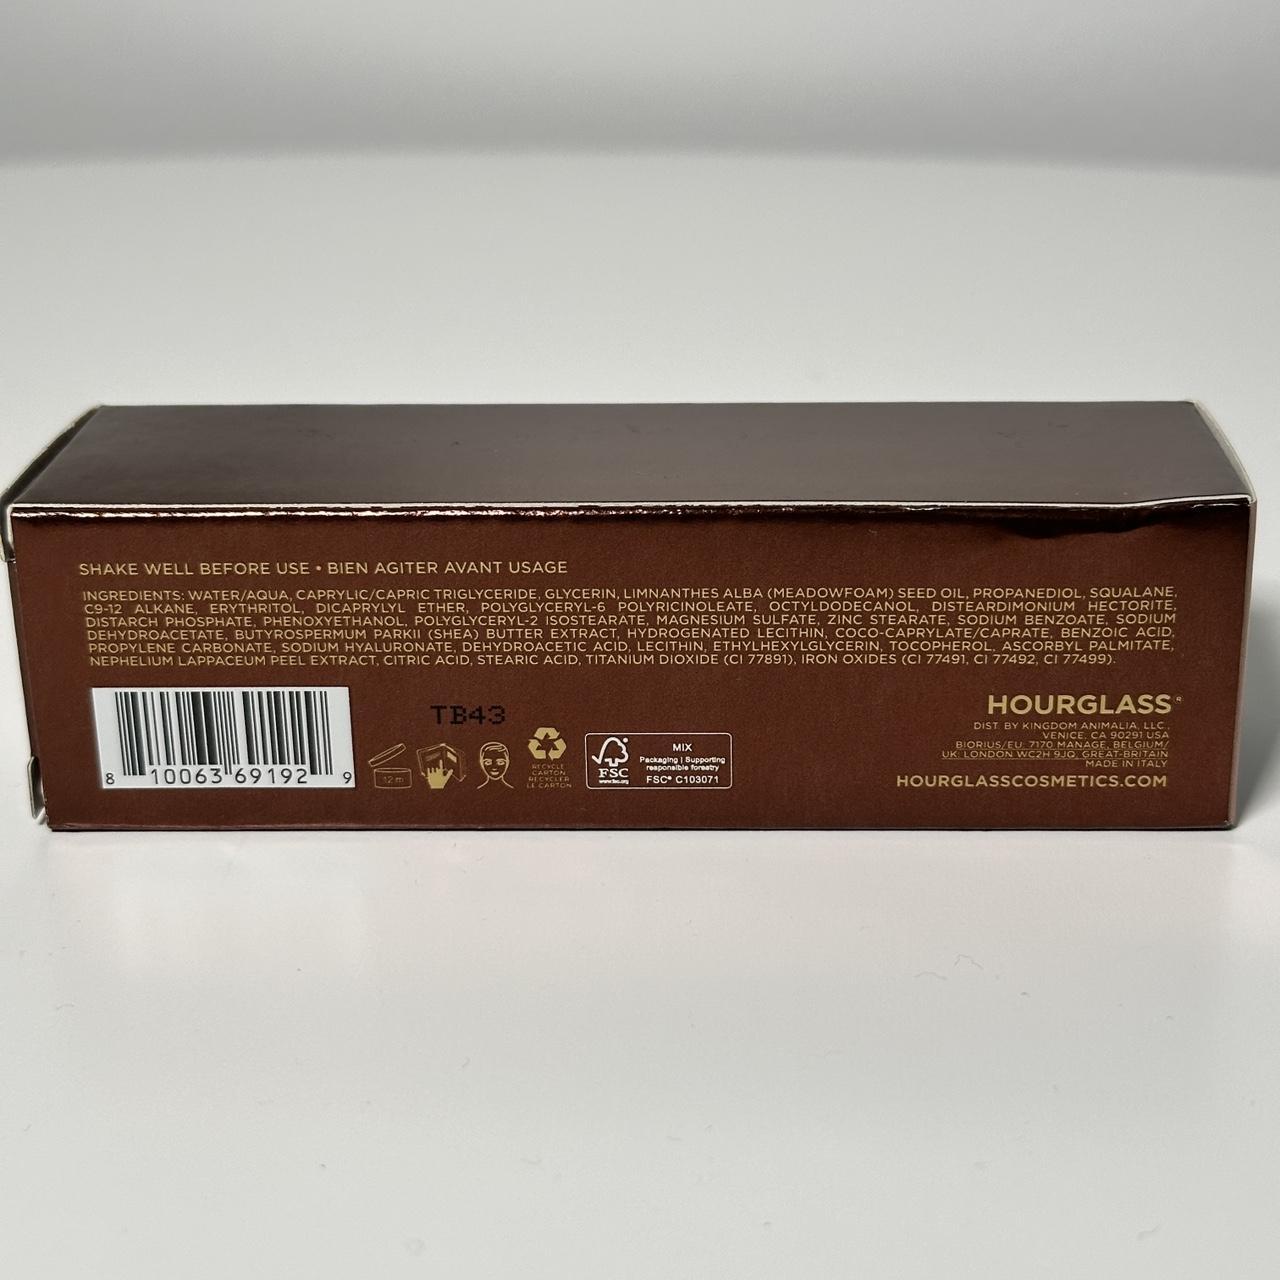 SHAKE WELL BEFORE USE • BIEN AGITER AVANT USAGE
INGREDIENTS: WATER/AQUA, CAPRYLIC/CAPRIC TRIGLYCERIDE, GLYCERIN, LIMNANTHES ALBA (MEADOWFOAM) SEED OIL, PROPANEDIOL, SQUALANE,
C9-12 ALKANE, ERYTHRITOL, DICAPRYLYL ETHER, POLYGLYCERYL-6 POLYRICINOLEATE, OCTYLDODECANOL, DISTEARDIMONIUM HECTORITE,
DISTARCH PHOSPHATE, PHENOXYETHANOL, POLYGLYCERYL-2 ISOSTEARATE, MAGNESIUM SULFATE, ZINC STEARATE, SODIUM BENZOATE, SODIUM
DEHYDROACETATE, BUTYROSPERMUM PARKII (SHEA) BUTTER EXTRACT, HYDROGENATED LECITHIN, COCO-CAPRYLATE/CAPRATE, BENZOIC ACID,
PROPYLENE CARBONATE, SODIUM HYALURONATE, DEHYDROACETIC ACID, LECITHIN, ETHYLHEXYLGLYCERIN, TOCOPHEROL, ASCORBYL PALMITATE,
NEPHELIUM LAPPACEUM PEEL EXTRACT, CITRIC ACID, STEARIC ACID, TITANIUM DIOXIDE (CI 77891), IRON OXIDES (CI 77491, CI 77492, CI 77499).
8 10063 69192 9
TB43
12 m
RECYCLE
CARTON
RECYCLER
LE CARTON
FSC
www.fsc.org
MIX
Packaging | Supporting
responsible forestry
FSC® C103071
HOURGLASS®
DIST. BY KINGDOM ANIMALIA, LLC.,
VENICE, CA 90291 USA
BIORIUS/EU: 7170 MANAGE, BELGIUM/
UK: LONDON WC2H 9JQ, GREAT-BRITAIN
MADE IN ITALY
HOURGLASSCOSMETICS.COM